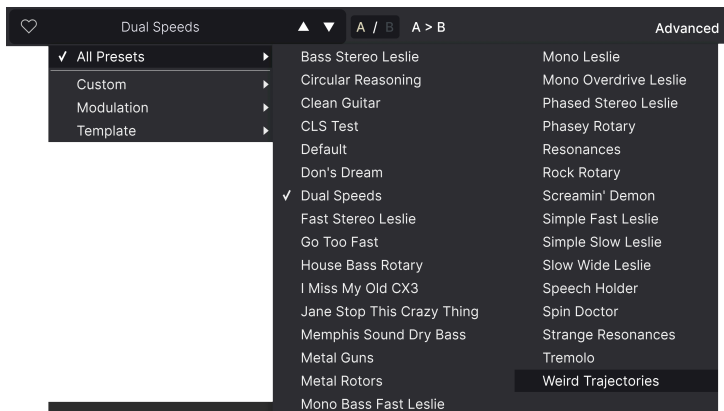 Dual Speeds
A / B
A > B
Advanced
✓ All Presets
Custom
Modulation
Template
Bass Stereo Leslie
Circular Reasoning
Clean Guitar
CLS Test
Default
Don's Dream
✓ Dual Speeds
Fast Stereo Leslie
Go Too Fast
House Bass Rotary
I Miss My Old CX3
Jane Stop This Crazy Thing
Memphis Sound Dry Bass
Metal Guns
Metal Rotors
Mono Bass Fast Leslie
Mono Leslie
Mono Overdrive Leslie
Phased Stereo Leslie
Phasey Rotary
Resonances
Rock Rotary
Screamin' Demon
Simple Fast Leslie
Simple Slow Leslie
Slow Wide Leslie
Speech Holder
Spin Doctor
Strange Resonances
Tremolo
Weird Trajectories